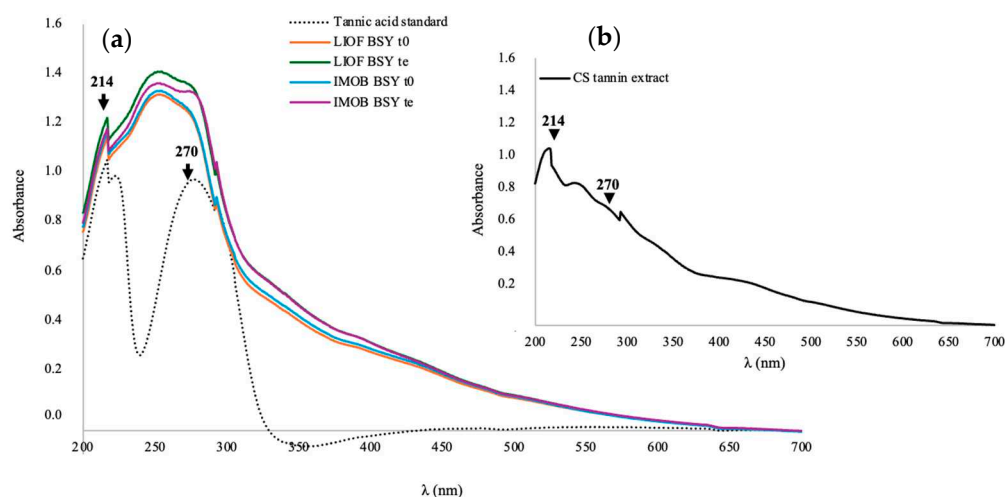 (a)
Tannic acid standard
LIOF BSY t0
LIOF BSY te
IMOB BSY t0
IMOB BSY te
214
270
Absorbance
1.6
1.4
1.2
1.0
0.8
0.6
0.4
0.2
0.0
200 250 300 350 400 450 500 550 600 650 700
λ (nm)
(b)
CS tannin extract
214
270
Absorbance
1.6
1.4
1.2
1.0
0.8
0.6
0.4
0.2
200 250 300 350 400 450 500 550 600 650 700
λ (nm)